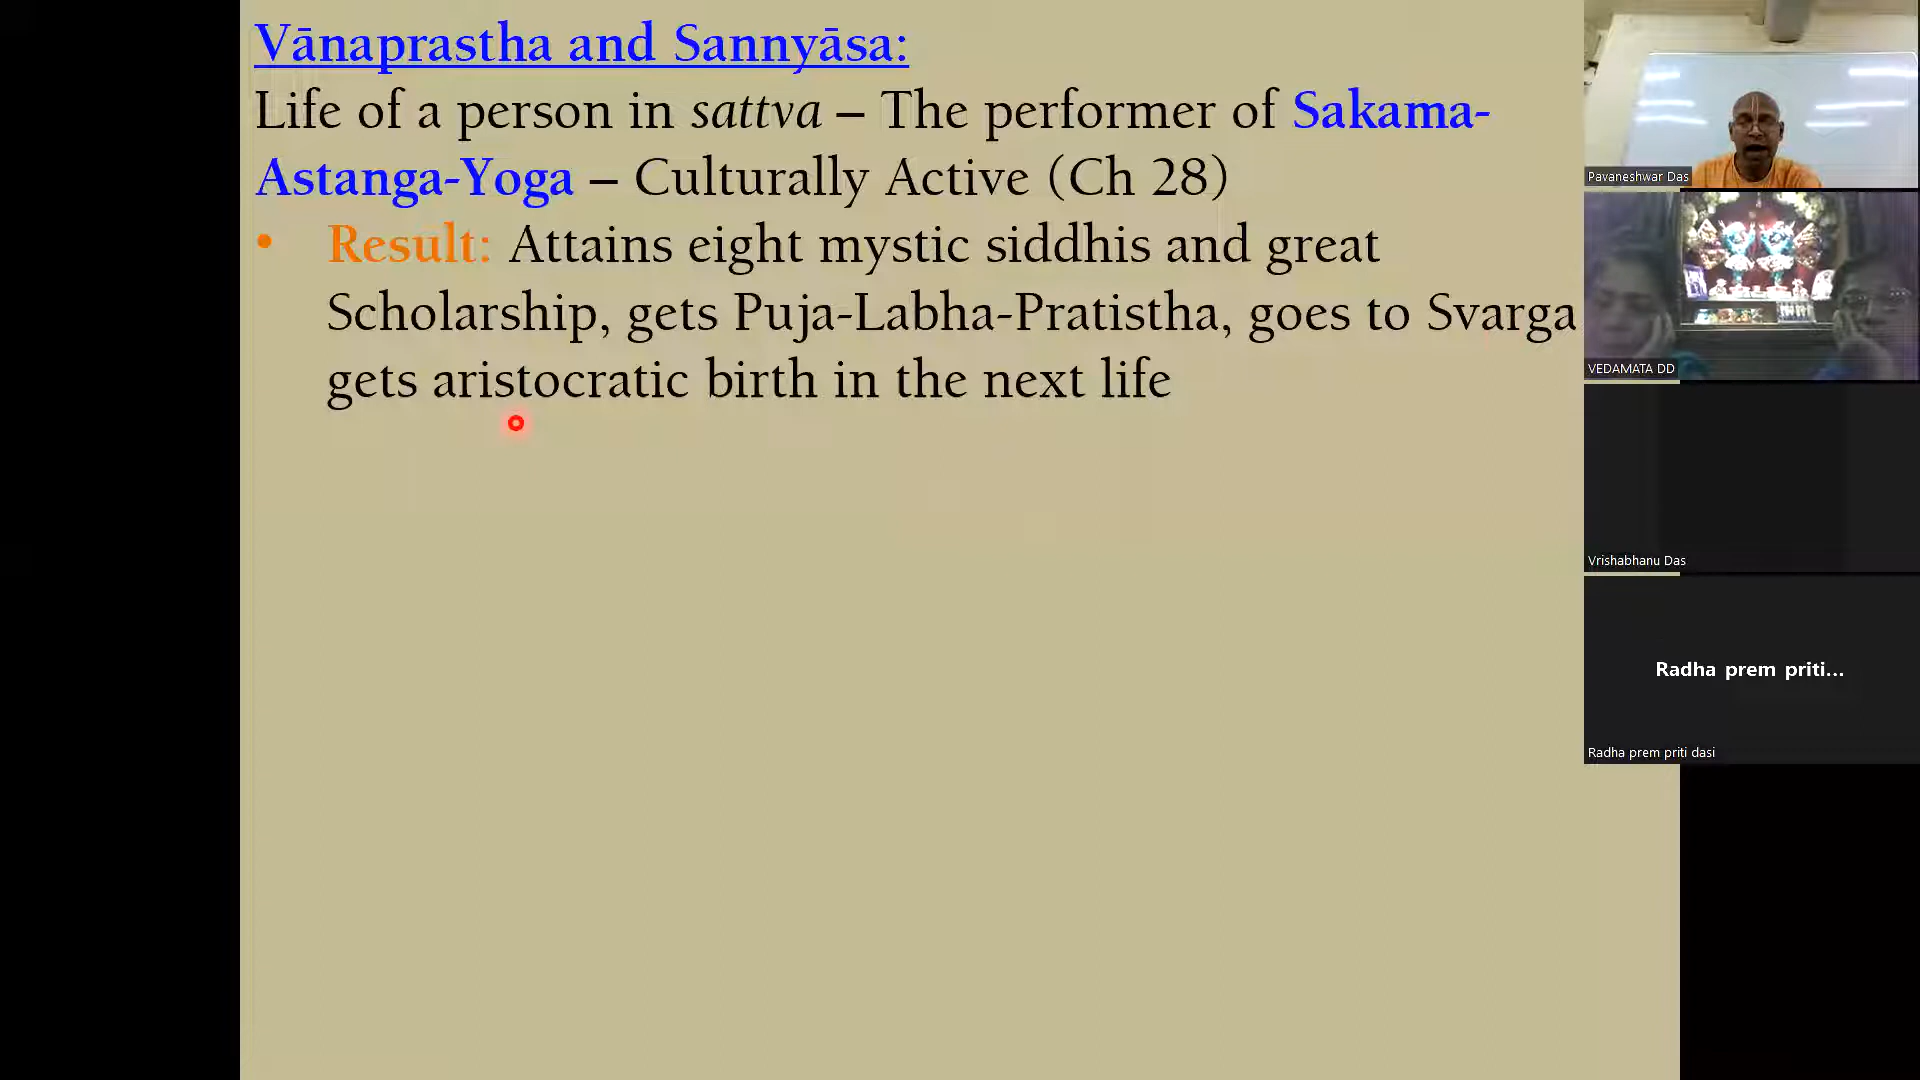 Vānaprastha and Sannyāsa:
Life of a person in sattva – The performer of Sakama-
Astanga-Yoga – Culturally Active (Ch 28)
• Result: Attains eight mystic siddhis and great
Scholarship, gets Puja-Labha-Pratistha, goes to Svarga
gets aristocratic birth in the next life
Pavaneshwar Das
VEDAMATA DD
Vrishabhanu Das
Radha prem priti...
Radha prem priti dasi